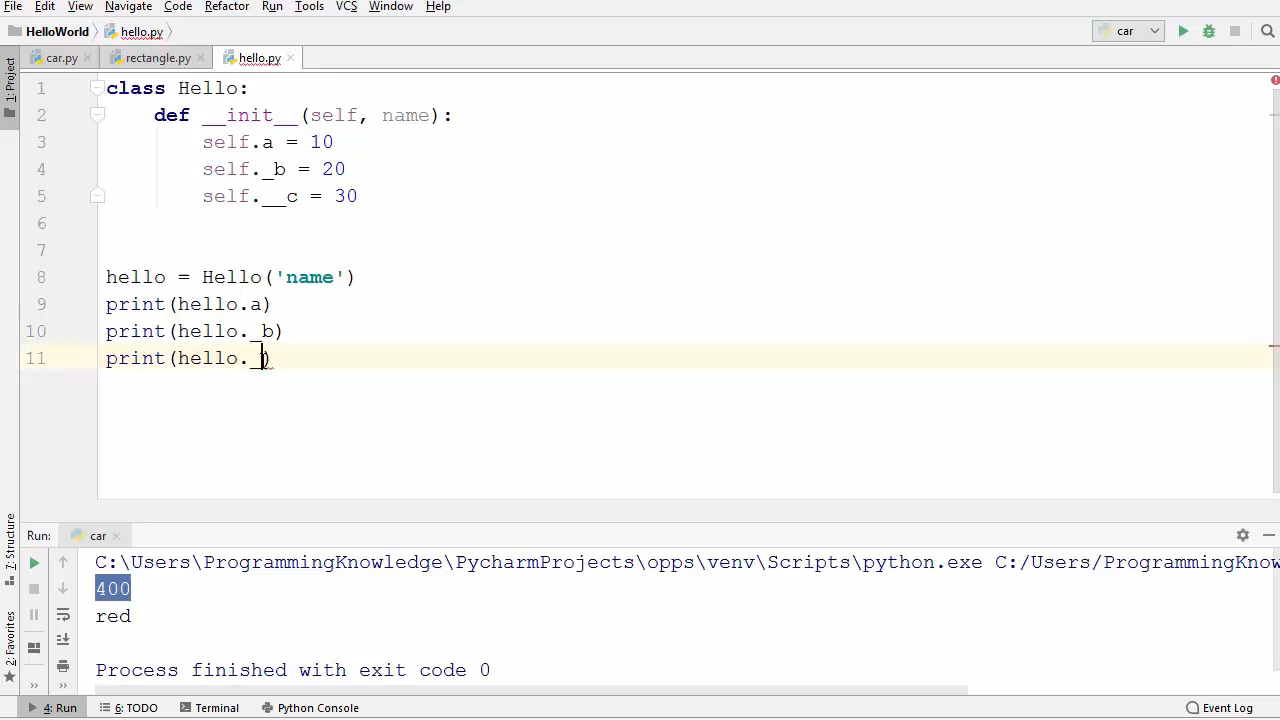 File Edit View Navigate Code Refactor Run Tools VCS Window Help
HelloWorld hello.py car
car.py rectangle.py hello.py
1: Project
1 class Hello:
2 def __init__(self, name):
3 self.a = 10
4 self._b = 20
5 self.__c = 30
6
7
8 hello = Hello('name')
9 print(hello.a)
10 print(hello._b)
11 print(hello._)
7: Structure
2: Favorites
Run: car
C:\Users\ProgrammingKnowledge\PycharmProjects\opps\venv\Scripts\python.exe C:/Users/ProgrammingKnow
400
red
Process finished with exit code 0
4: Run 6: TODO Terminal Python Console Event Log